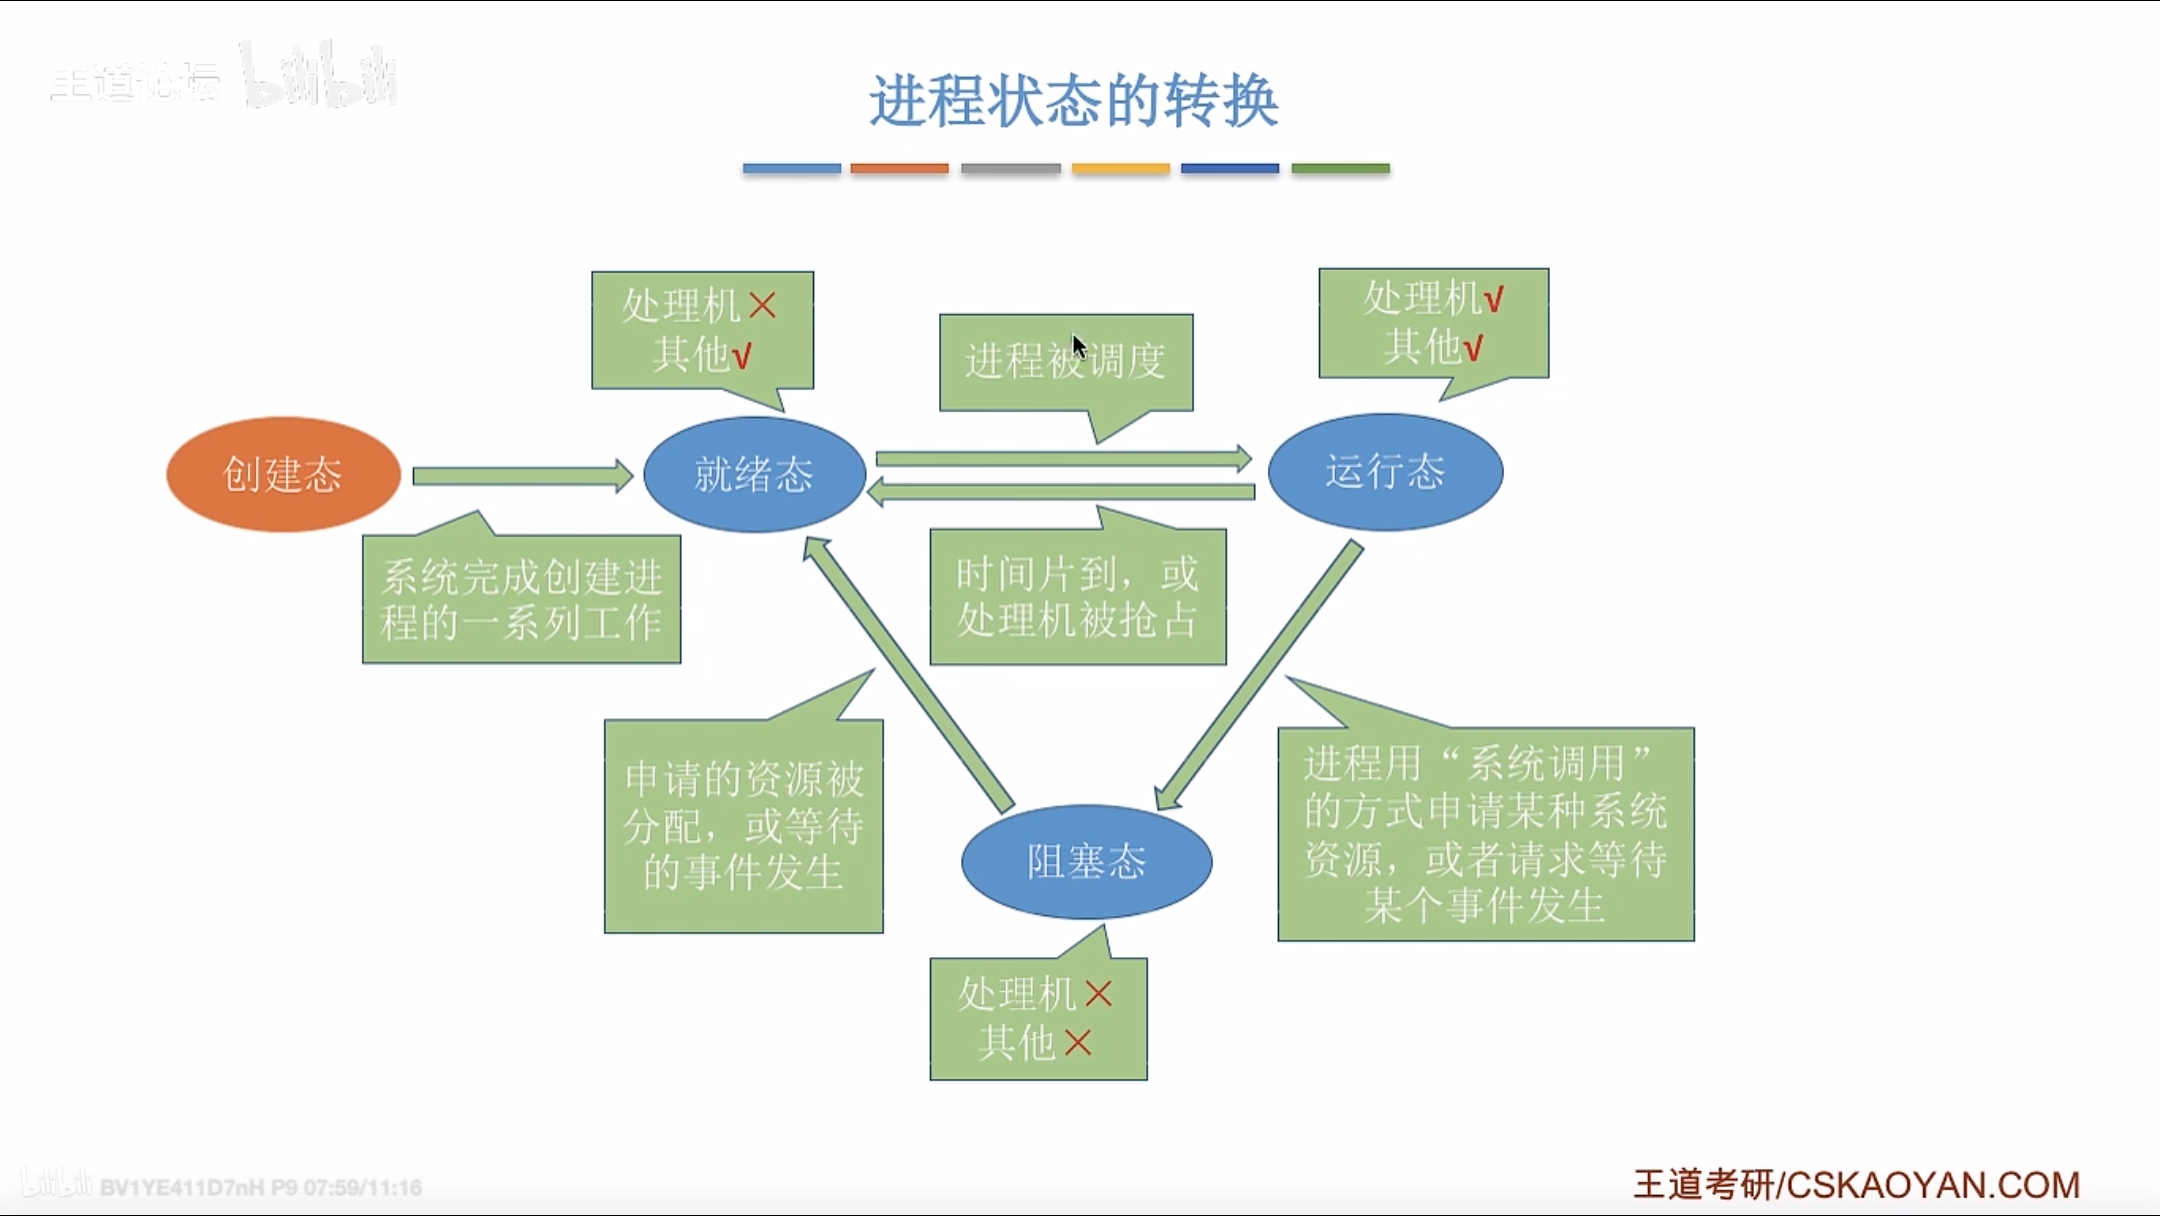 王道论坛 bilibili
进程状态的转换
处理机×
其他√
进程被调度
处理机√
其他√
创建态
就绪态
运行态
系统完成创建进
程的一系列工作
时间片到，或
处理机被抢占
申请的资源被
分配，或等待
的事件发生
进程用“系统调用”
的方式申请某种系统
资源，或者请求等待
某个事件发生
阻塞态
处理机×
其他×
bilibili BV1YE411D7nH P9 07:59/11:16
王道考研/CSKAOYAN.COM